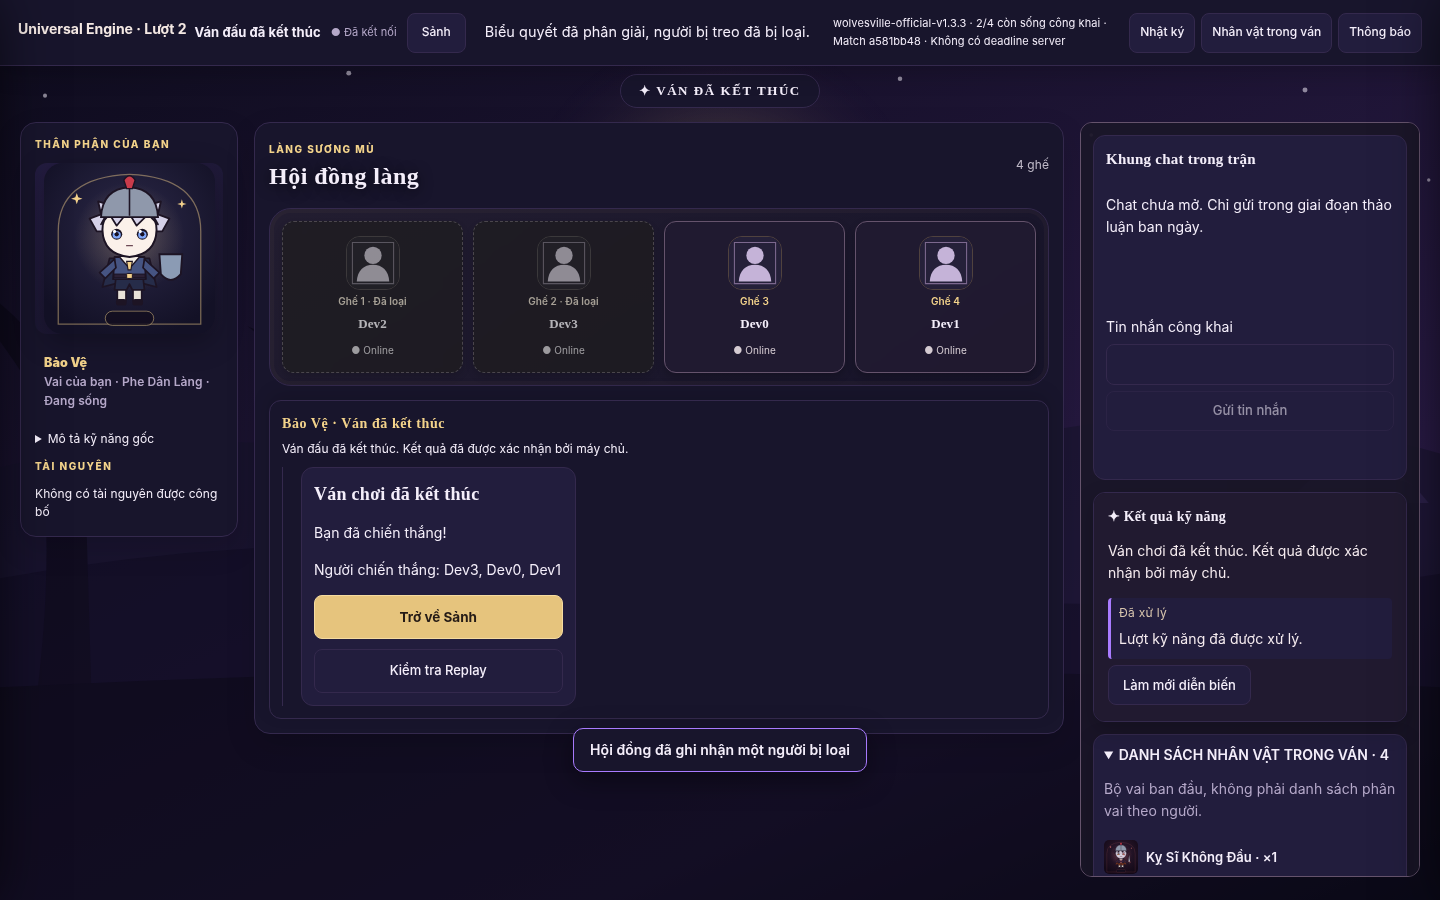 Universal Engine · Lượt 2 Ván đấu đã kết thúc ● Đã kết nối Sảnh Biểu quyết đã phân giải, người bị treo đã bị loại.
wolvesville-official-v1.3.3 · 2/4 còn sống công khai ·
Match a581bb48 · Không có deadline server
Nhật ký Nhân vật trong ván Thông báo
✦ VÁN ĐÃ KẾT THÚC
THÂN PHẬN CỦA BẠN
Bảo Vệ
Vai của bạn · Phe Dân Làng ·
Đang sống
▶ Mô tả kỹ năng gốc
TÀI NGUYÊN
Không có tài nguyên được công
bố
LÀNG SƯƠNG MÙ
Hội đồng làng
4 ghế
Ghế 1 · Đã loại
Dev2
● Online
Ghế 2 · Đã loại
Dev3
● Online
Ghế 3
Dev0
● Online
Ghế 4
Dev1
● Online
Bảo Vệ · Ván đã kết thúc
Ván đấu đã kết thúc. Kết quả đã được xác nhận bởi máy chủ.
Ván chơi đã kết thúc
Bạn đã chiến thắng!
Người chiến thắng: Dev3, Dev0, Dev1
Trở về Sảnh
Kiểm tra Replay
Hội đồng đã ghi nhận một người bị loại
Khung chat trong trận
Chat chưa mở. Chỉ gửi trong giai đoạn thảo
luận ban ngày.
Tin nhắn công khai
Gửi tin nhắn
✦ Kết quả kỹ năng
Ván chơi đã kết thúc. Kết quả được xác
nhận bởi máy chủ.
Đã xử lý
Lượt kỹ năng đã được xử lý.
Làm mới diễn biến
▼ DANH SÁCH NHÂN VẬT TRONG VÁN · 4
Bộ vai ban đầu, không phải danh sách phân
vai theo người.
Kỵ Sĩ Không Đầu · ×1